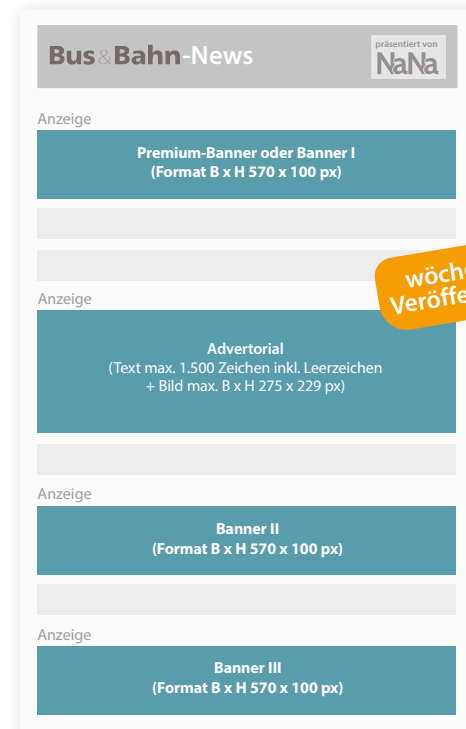 Bus&Bahn-News
präsentiert von
NaNa
Anzeige
Premium-Banner oder Banner I
(Format B x H 570 x 100 px)
Anzeige
Advertorial
(Text max. 1.500 Zeichen inkl. Leerzeichen
+ Bild max. B x H 275 x 229 px)
Anzeige
Banner II
(Format B x H 570 x 100 px)
Anzeige
Banner III
(Format B x H 570 x 100 px)